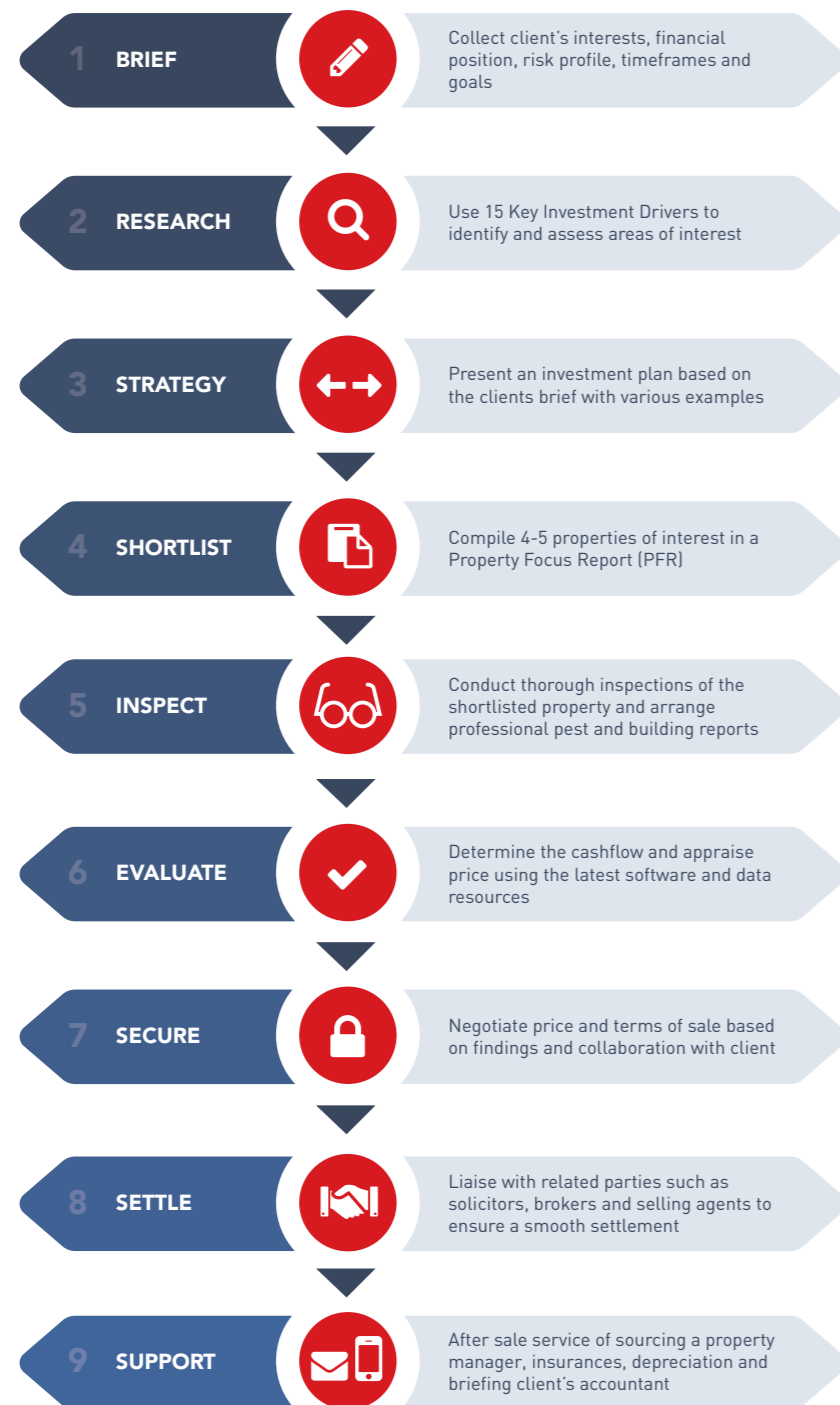 1 BRIEF
Collect client's interests, financial
position, risk profile, timeframes and
goals
2 RESEARCH
Use 15 Key Investment Drivers to
identify and assess areas of interest
3 STRATEGY
Present an investment plan based on
the clients brief with various examples
4 SHORTLIST
Compile 4-5 properties of interest in a
Property Focus Report (PFR)
5 INSPECT
Conduct thorough inspections of the
shortlisted property and arrange
professional pest and building reports
6 EVALUATE
Determine the cashflow and appraise
price using the latest software and data
resources
7 SECURE
Negotiate price and terms of sale based
on findings and collaboration with client
8 SETTLE
Liaise with related parties such as
solicitors, brokers and selling agents to
ensure a smooth settlement
9 SUPPORT
After sale service of sourcing a property
manager, insurances, depreciation and
briefing client's accountant